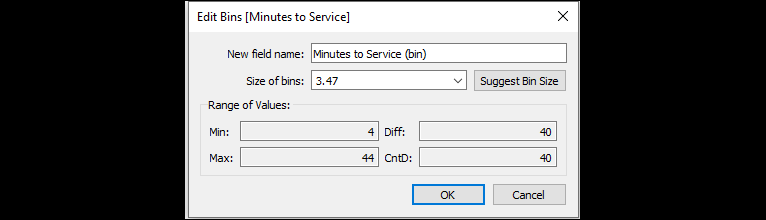 Edit Bins [Minutes to Service]
New field name: Minutes to Service (bin)
Size of bins: 3.47 Suggest Bin Size
Range of Values:
Min: 4 Diff: 40
Max: 44 CntD: 40
OK Cancel